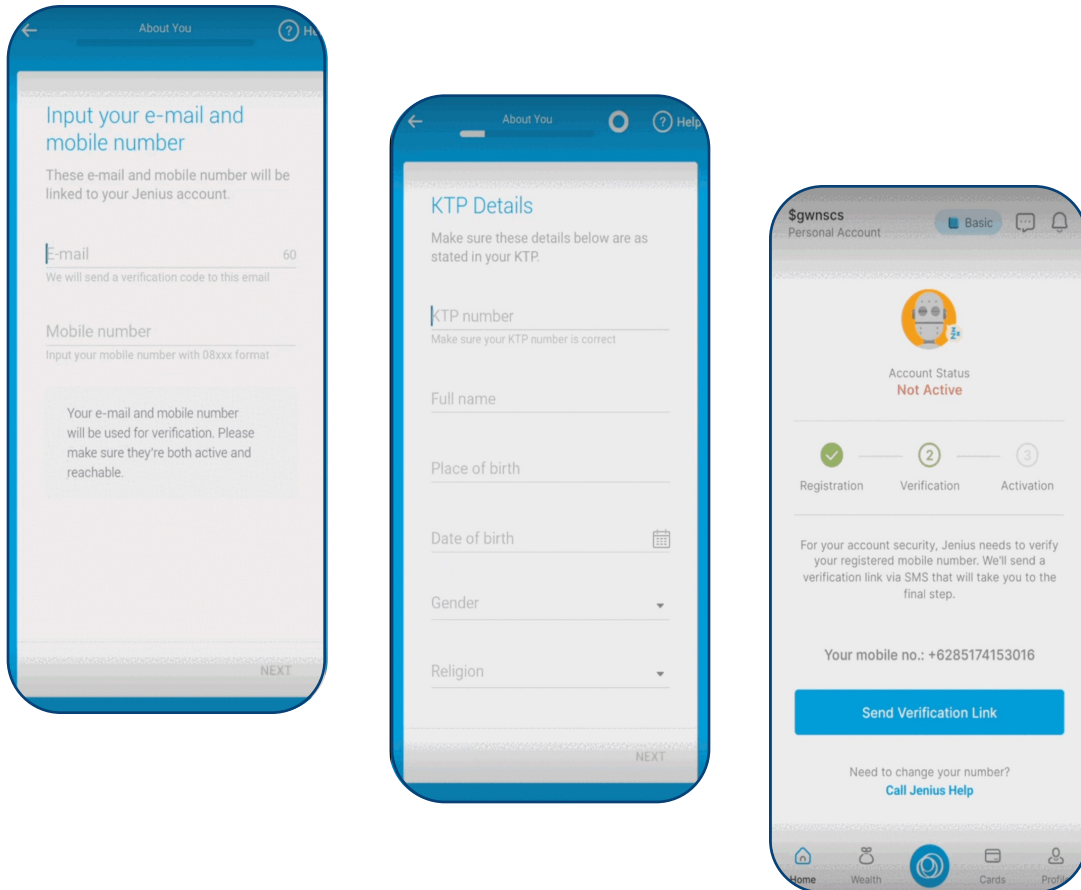 About You
He
Input your e-mail and
mobile number
These e-mail and mobile number will be
linked to your Jenius account.
E-mail 60
We will send a verification code to this email
Mobile number
Input your mobile number with 08xxx format
Your e-mail and mobile number
will be used for verification. Please
make sure they're both active and
reachable.
NEXT
About You
Help
KTP Details
Make sure these details below are as
stated in your KTP.
KTP number
Make sure your KTP number is correct
Full name
Place of birth
Date of birth
Gender
Religion
NEXT
$gwnscs
Personal Account
Basic
Account Status
Not Active
2
3
Registration Verification Activation
For your account security, Jenius needs to verify
your registered mobile number. We'll send a
verification link via SMS that will take you to the
final step.
Your mobile no.: +6285174153016
Send Verification Link
Need to change your number?
Call Jenius Help
Home Wealth Cards Profile